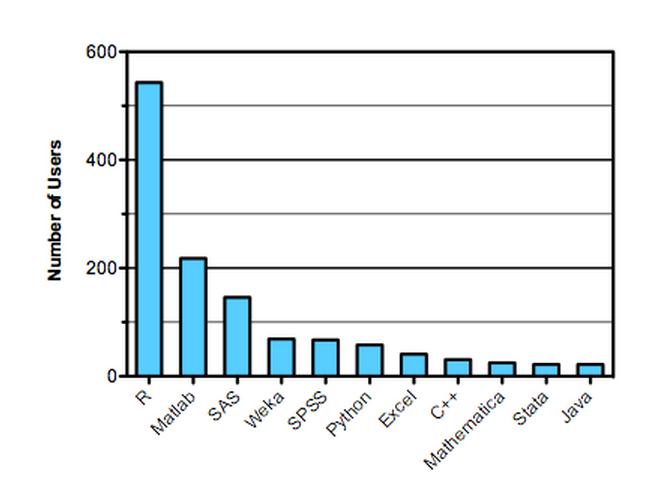 600
400
200
0
Number of Users
R
Matlab
SAS
Weka
SPSS
Python
Excel
C++
Mathematica
Stata
Java